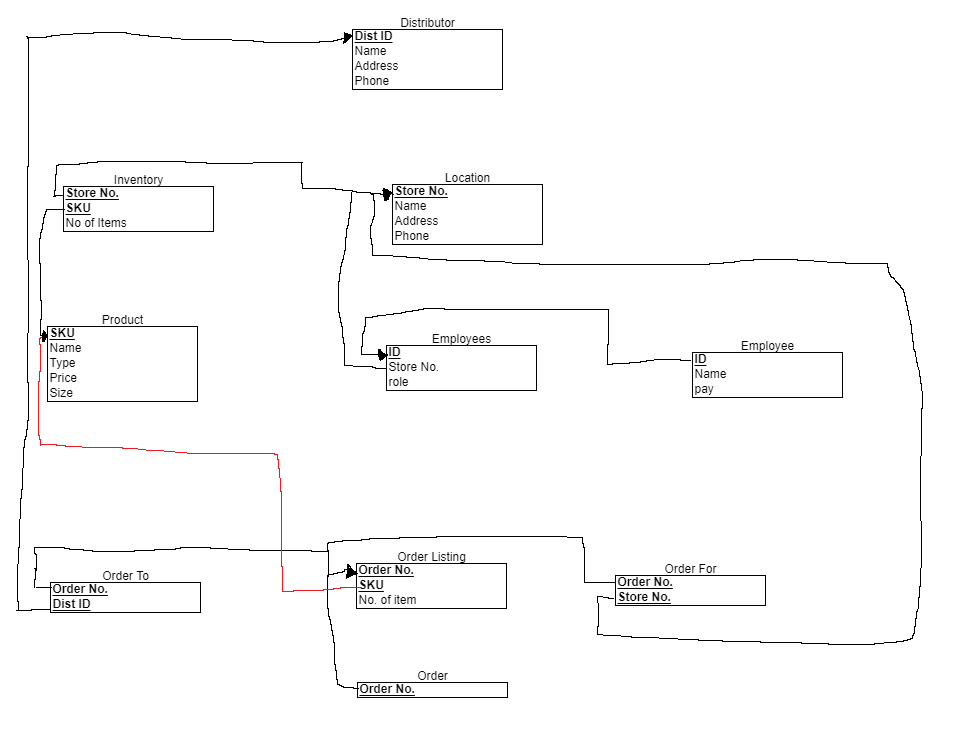 Distributor
Dist ID
Name
Address
Phone
Inventory
Store No.
SKU
No of Items
Location
Store No.
Name
Address
Phone
Product
SKU
Name
Type
Price
Size
Employees
ID
Store No.
role
Employee
ID
Name
pay
Order To
Order No.
Dist ID
Order Listing
Order No.
SKU
No. of item
Order For
Order No.
Store No.
Order
Order No.